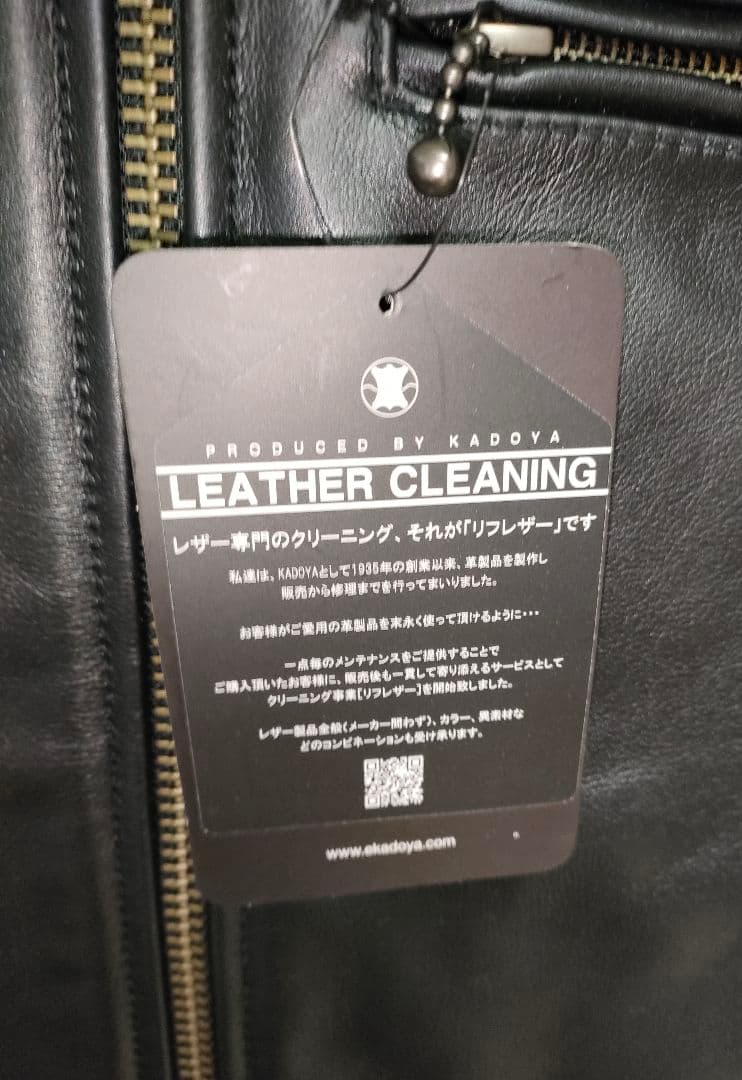 PRODUCED BY KADOYA
LEATHER CLEANING
レザー専門のクリーニング、それが「リフレザー」です
私達は、KADOYAとして1935年の創業以来、革製品を製作し
販売から修理までを行ってまいりました。
お客様がご愛用の革製品を末永く使って頂けるように・・・
一点毎のメンテナンスをご提供することで
ご購入頂いたお客様に、販売後も一貫して寄り添えるサービスとして
クリーニング事業[リフレザー]を開始致しました。
レザー製品全般(メーカー問わず)、カラー、異素材な
どのコンビネーションも受け承ります。
www.ekadoya.com